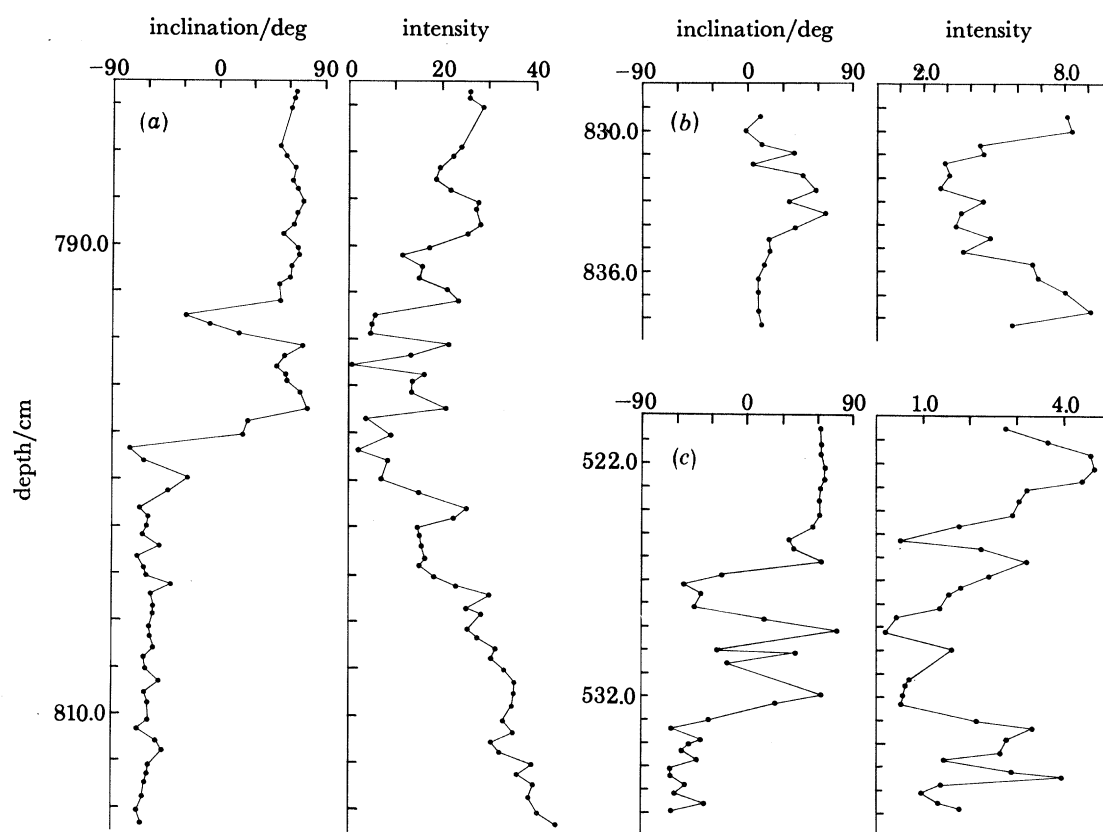 inclination/deg intensity inclination/deg intensity
−90 0 90 0 20 40 −90 0 90 2.0 8.0
(a) (b)
830.0
790.0
836.0
−90 0 90 1.0 4.0
(c)
522.0
depth/cm
532.0
810.0